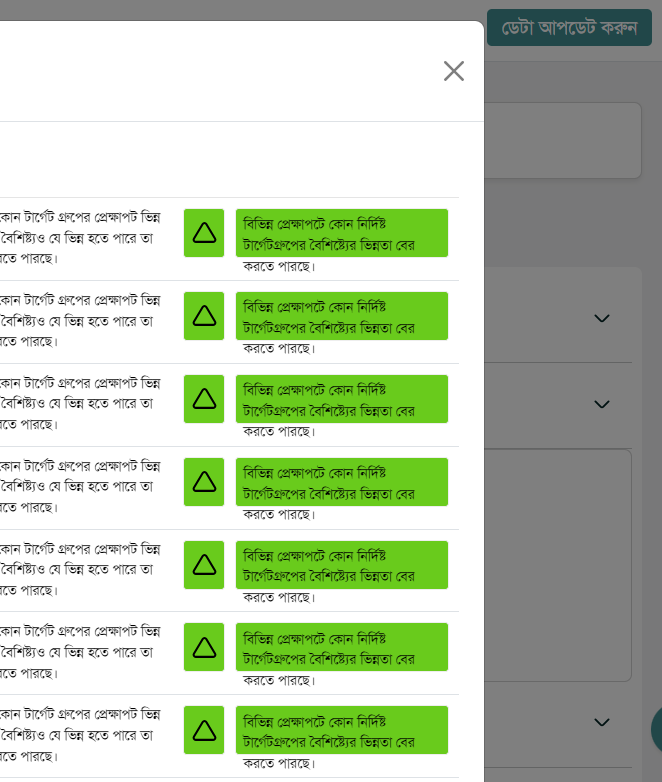 ডেটা আপডেট করুন
কোন টার্গেট গ্রুপের প্রেক্ষাপট ভিন্ন
বৈশিষ্ট্যও যে ভিন্ন হতে পারে তা
রতে পারছে।
বিভিন্ন প্রেক্ষাপটে কোন নির্দিষ্ট
টার্গেটগ্রুপের বৈশিষ্ট্যের ভিন্নতা বের
করতে পারছে।
কোন টার্গেট গ্রুপের প্রেক্ষাপট ভিন্ন
বৈশিষ্ট্যও যে ভিন্ন হতে পারে তা
রতে পারছে।
বিভিন্ন প্রেক্ষাপটে কোন নির্দিষ্ট
টার্গেটগ্রুপের বৈশিষ্ট্যের ভিন্নতা বের
করতে পারছে।
কোন টার্গেট গ্রুপের প্রেক্ষাপট ভিন্ন
বৈশিষ্ট্যও যে ভিন্ন হতে পারে তা
রতে পারছে।
বিভিন্ন প্রেক্ষাপটে কোন নির্দিষ্ট
টার্গেটগ্রুপের বৈশিষ্ট্যের ভিন্নতা বের
করতে পারছে।
কোন টার্গেট গ্রুপের প্রেক্ষাপট ভিন্ন
বৈশিষ্ট্যও যে ভিন্ন হতে পারে তা
রতে পারছে।
বিভিন্ন প্রেক্ষাপটে কোন নির্দিষ্ট
টার্গেটগ্রুপের বৈশিষ্ট্যের ভিন্নতা বের
করতে পারছে।
কোন টার্গেট গ্রুপের প্রেক্ষাপট ভিন্ন
বৈশিষ্ট্যও যে ভিন্ন হতে পারে তা
রতে পারছে।
বিভিন্ন প্রেক্ষাপটে কোন নির্দিষ্ট
টার্গেটগ্রুপের বৈশিষ্ট্যের ভিন্নতা বের
করতে পারছে।
কোন টার্গেট গ্রুপের প্রেক্ষাপট ভিন্ন
বৈশিষ্ট্যও যে ভিন্ন হতে পারে তা
রতে পারছে।
বিভিন্ন প্রেক্ষাপটে কোন নির্দিষ্ট
টার্গেটগ্রুপের বৈশিষ্ট্যের ভিন্নতা বের
করতে পারছে।
কোন টার্গেট গ্রুপের প্রেক্ষাপট ভিন্ন
বৈশিষ্ট্যও যে ভিন্ন হতে পারে তা
রতে পারছে।
বিভিন্ন প্রেক্ষাপটে কোন নির্দিষ্ট
টার্গেটগ্রুপের বৈশিষ্ট্যের ভিন্নতা বের
করতে পারছে।